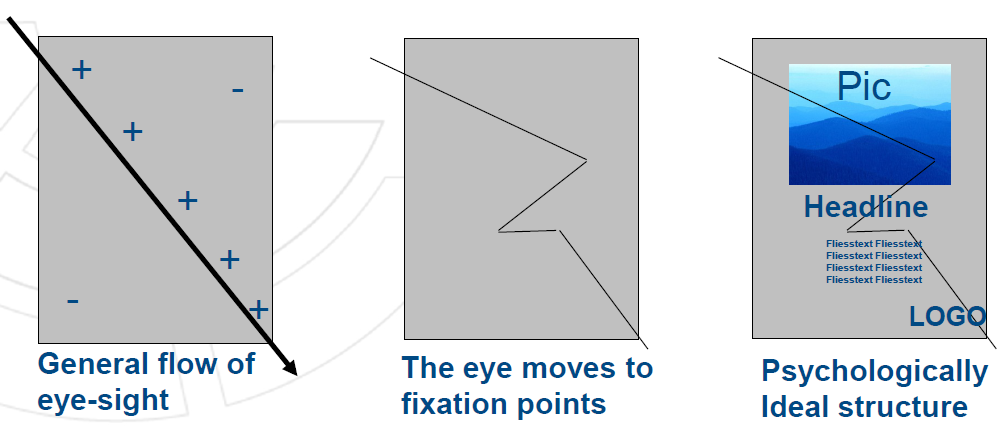 +
-
+
+
+
-
+
General flow of
eye-sight
The eye moves to
fixation points
Pic
Headline
Fliesstext Fliesstext
Fliesstext Fliesstext
Fliesstext Fliesstext
Fliesstext Fliesstext
LOGO
Psychologically
Ideal structure